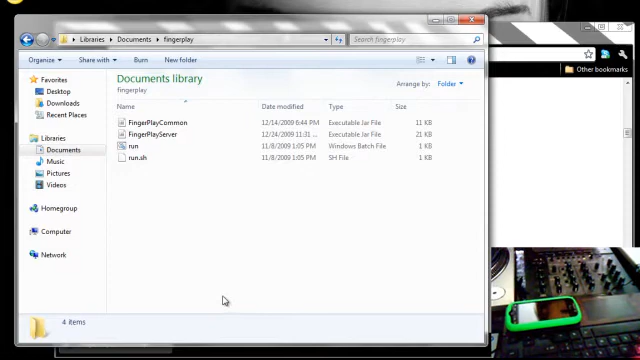 Libraries ▸ Documents ▸ fingerplay
Search fingerplay
Organize
Share with
Burn
New folder
Other bookmarks
Favorites
Desktop
Downloads
Recent Places
Libraries
Documents
Music
Pictures
Videos
Homegroup
Computer
Network
Documents library
fingerplay
Arrange by: Folder
Name Date modified Type Size
FingerPlayCommon 12/14/2009 6:44 PM Executable Jar File 11 KB
FingerPlayServer 12/24/2009 11:31 ... Executable Jar File 21 KB
run 11/8/2009 1:05 PM Windows Batch File 1 KB
run.sh 11/8/2009 1:05 PM SH File 1 KB
4 items